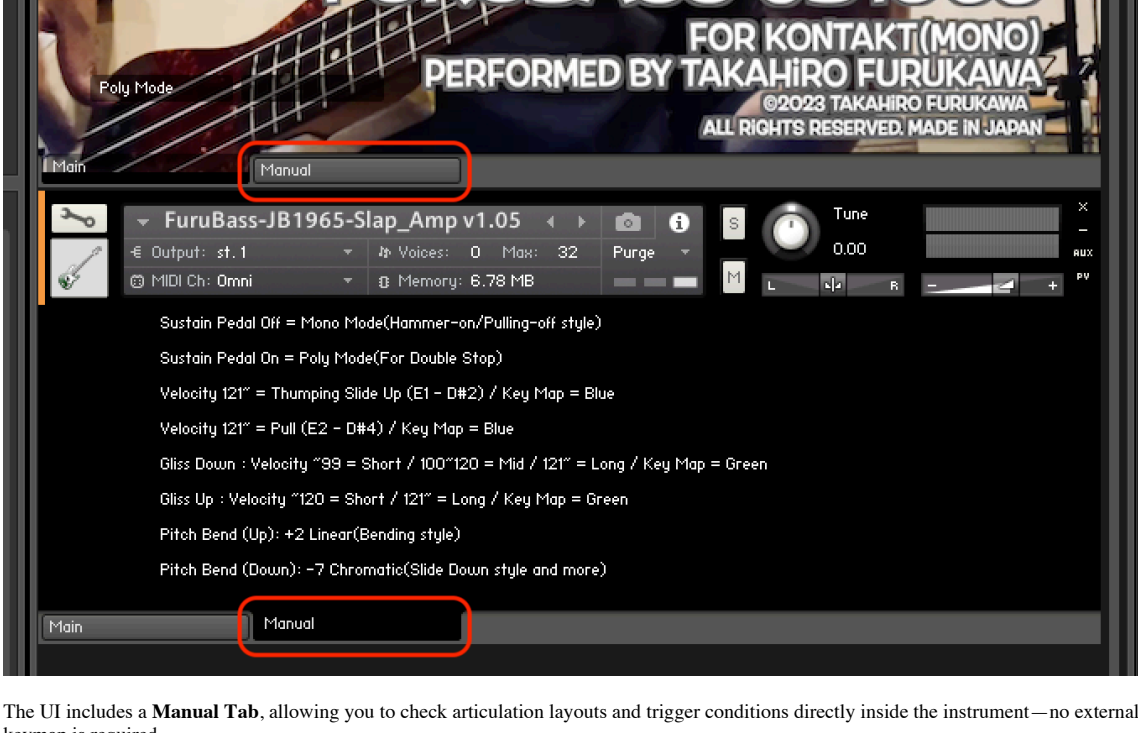 FOR KONTAKT(MONO)
PERFORMED BY TAKAHiRO FURUKAWA
Poly Mode
©2023 TAKAHiRO FURUKAWA
ALL RiGHTS RESERVED. MADE iN JAPAN
Main
Manual
FuruBass-JB1965-Slap_Amp v1.05
S
Tune
0.00
×
−
AUX
PV
Output: st.1
Voices: 0 Max: 32
Purge
MIDI Ch: Omni
Memory: 6.78 MB
M
L R
− +
Sustain Pedal Off = Mono Mode(Hammer-on/Pulling-off style)
Sustain Pedal On = Poly Mode(For Double Stop)
Velocity 121~ = Thumping Slide Up (E1 - D#2) / Key Map = Blue
Velocity 121~ = Pull (E2 - D#4) / Key Map = Blue
Gliss Down : Velocity ~99 = Short / 100~120 = Mid / 121~ = Long / Key Map = Green
Gliss Up : Velocity ~120 = Short / 121~ = Long / Key Map = Green
Pitch Bend (Up): +2 Linear(Bending style)
Pitch Bend (Down): -7 Chromatic(Slide Down style and more)
Main
Manual
The UI includes a Manual Tab, allowing you to check articulation layouts and trigger conditions directly inside the instrument—no external